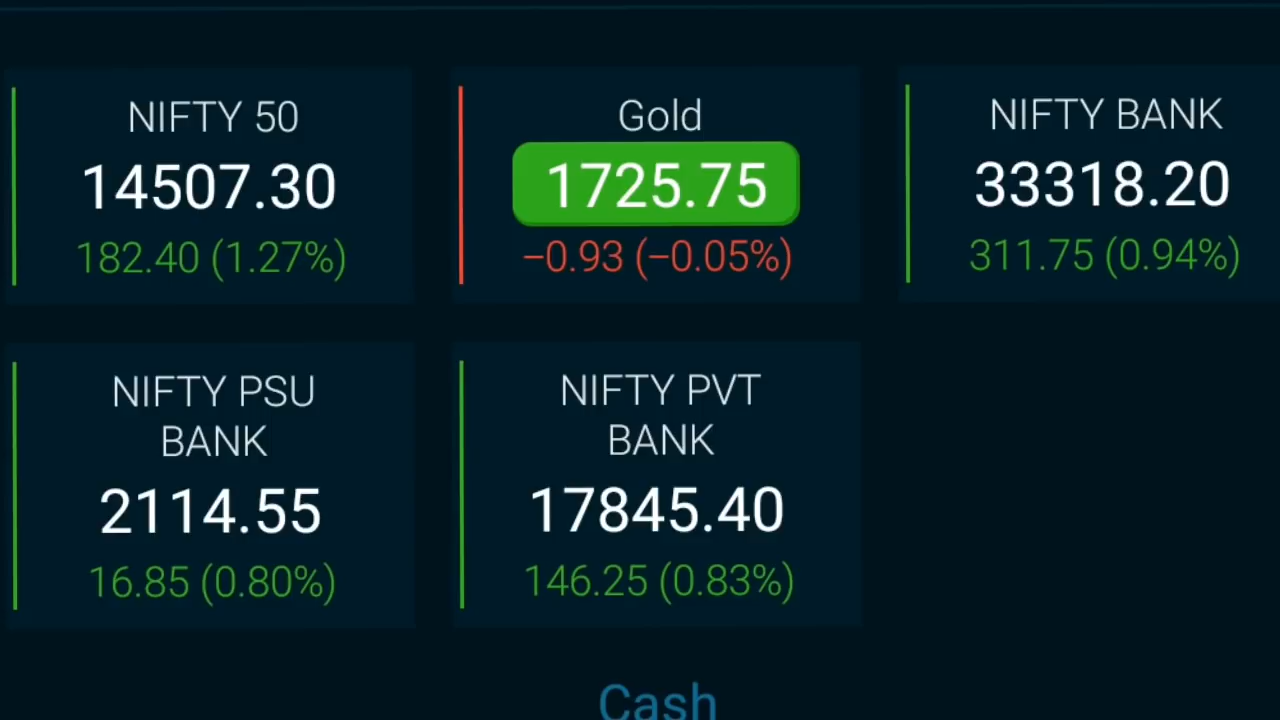 NIFTY 50
14507.30
182.40 (1.27%)
Gold
1725.75
−0.93 (−0.05%)
NIFTY BANK
33318.20
311.75 (0.94%)
NIFTY PSU
BANK
2114.55
16.85 (0.80%)
NIFTY PVT
BANK
17845.40
146.25 (0.83%)
Cash